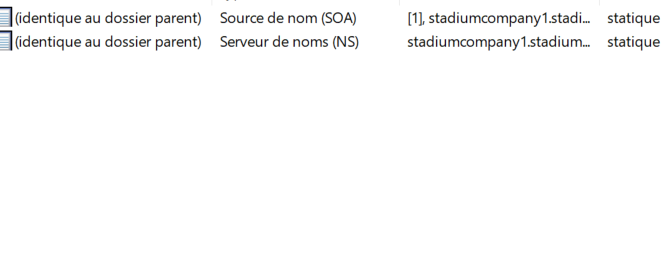 (identique au dossier parent) Source de nom (SOA) [1], stadiumcompany1.stadi... statique
(identique au dossier parent) Serveur de noms (NS) stadiumcompany1.stadium... statique